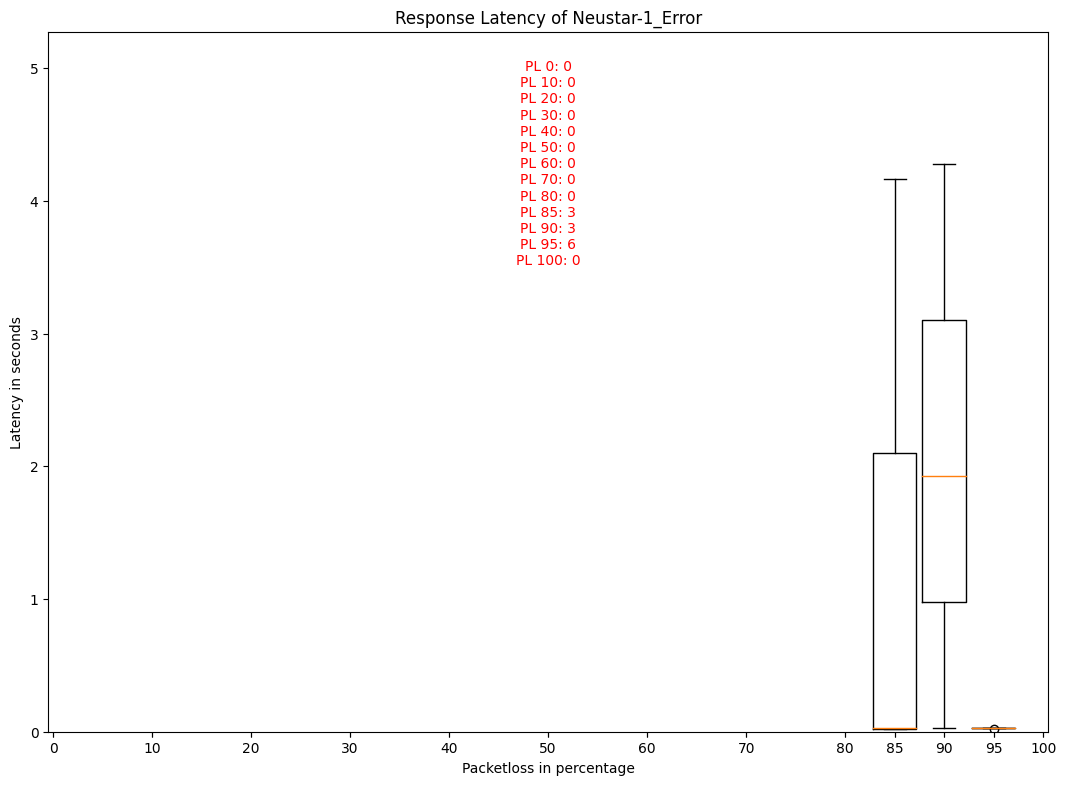 Response Latency of Neustar-1_Error
PL 0: 0
PL 10: 0
PL 20: 0
PL 30: 0
PL 40: 0
PL 50: 0
PL 60: 0
PL 70: 0
PL 80: 0
PL 85: 3
PL 90: 3
PL 95: 6
PL 100: 0
Latency in seconds
5
4
3
2
1
0
0 10 20 30 40 50 60 70 80 85 90 95 100
Packetloss in percentage